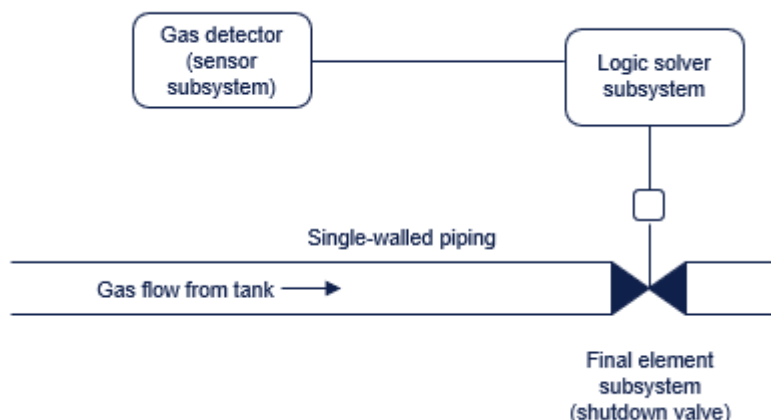 Gas detector
(sensor
subsystem)
Logic solver
subsystem
Single-walled piping
Gas flow from tank
Final element
subsystem
(shutdown valve)